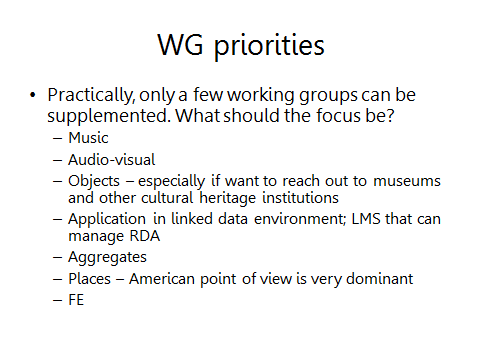 WG priorities
• Practically, only a few working groups can be
supplemented. What should the focus be?
– Music
– Audio-visual
– Objects – especially if want to reach out to museums
and other cultural heritage institutions
– Application in linked data environment; LMS that can
manage RDA
– Aggregates
– Places – American point of view is very dominant
– FE